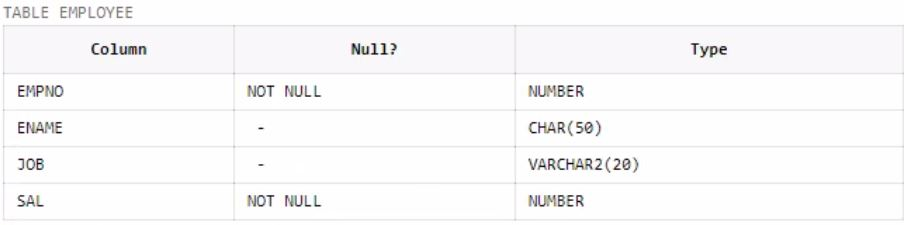 TABLE EMPLOYEE
Column Null? Type
EMPNO NOT NULL NUMBER
ENAME - CHAR(50)
JOB - VARCHAR2(20)
SAL NOT NULL NUMBER